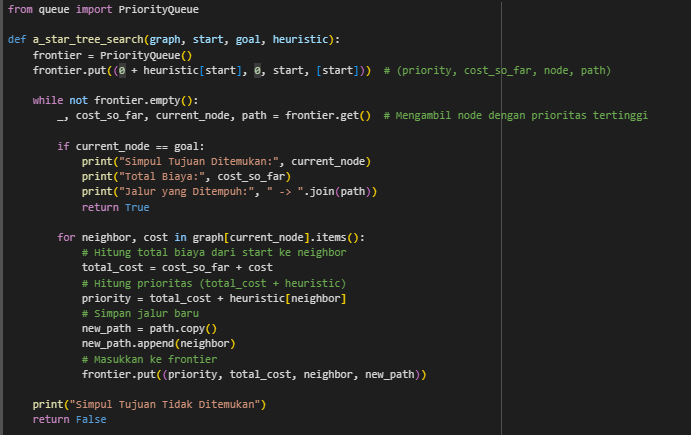 from queue import PriorityQueue

def a_star_tree_search(graph, start, goal, heuristic):
    frontier = PriorityQueue()
    frontier.put((0 + heuristic[start], 0, start, [start]))  # (priority, cost_so_far, node, path)

    while not frontier.empty():
        _, cost_so_far, current_node, path = frontier.get()  # Mengambil node dengan prioritas tertinggi

        if current_node == goal:
            print("Simpul Tujuan Ditemukan:", current_node)
            print("Total Biaya:", cost_so_far)
            print("Jalur yang Ditempuh:", " -> ".join(path))
            return True

        for neighbor, cost in graph[current_node].items():
            # Hitung total biaya dari start ke neighbor
            total_cost = cost_so_far + cost
            # Hitung prioritas (total_cost + heuristic)
            priority = total_cost + heuristic[neighbor]
            # Simpan jalur baru
            new_path = path.copy()
            new_path.append(neighbor)
            # Masukkan ke frontier
            frontier.put((priority, total_cost, neighbor, new_path))

    print("Simpul Tujuan Tidak Ditemukan")
    return False